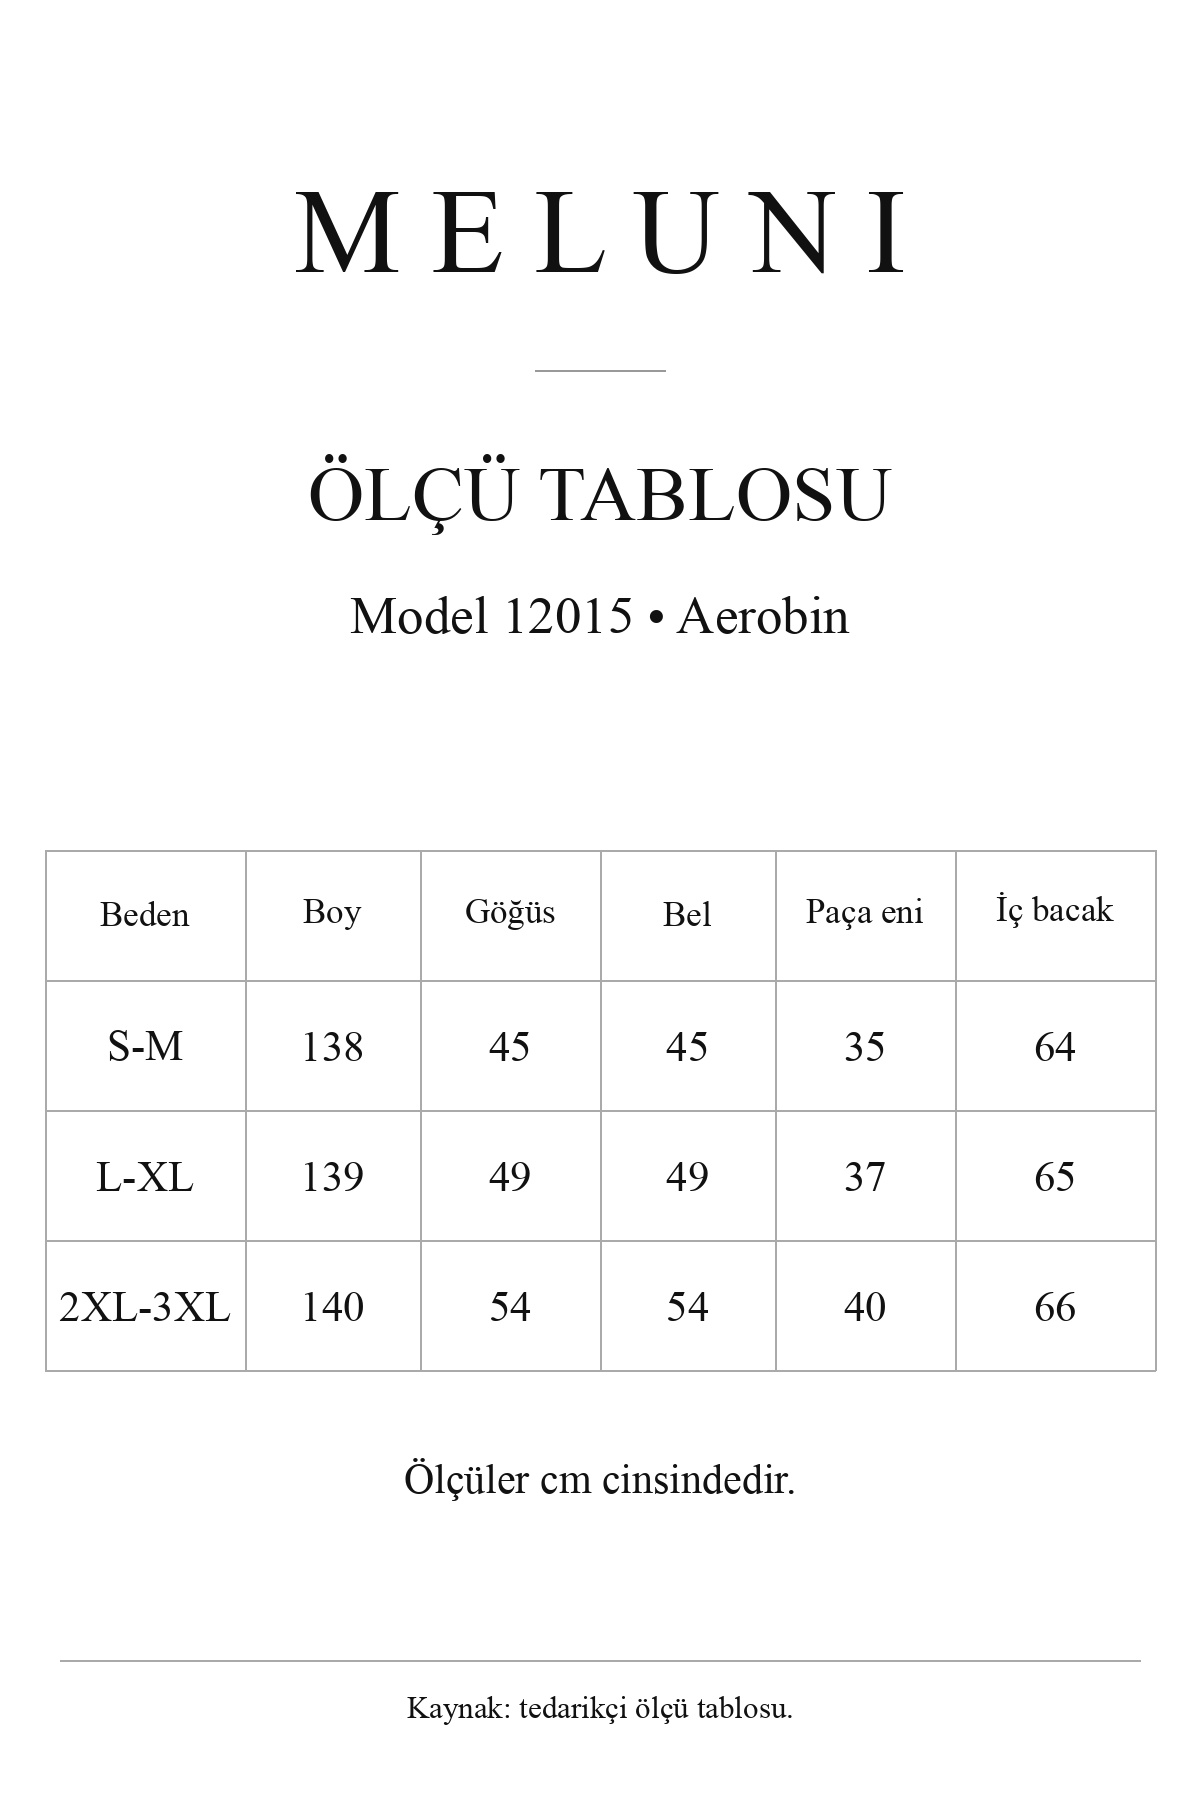 MELUNI
ÖLÇÜ TABLOSU
Model 12015 • Aerobin
Beden Boy Göğüs Bel Paça eni İç bacak
S-M 138 45 45 35 64
L-XL 139 49 49 37 65
2XL-3XL 140 54 54 40 66
Ölçüler cm cinsindedir.
Kaynak: tedarikçi ölçü tablosu.